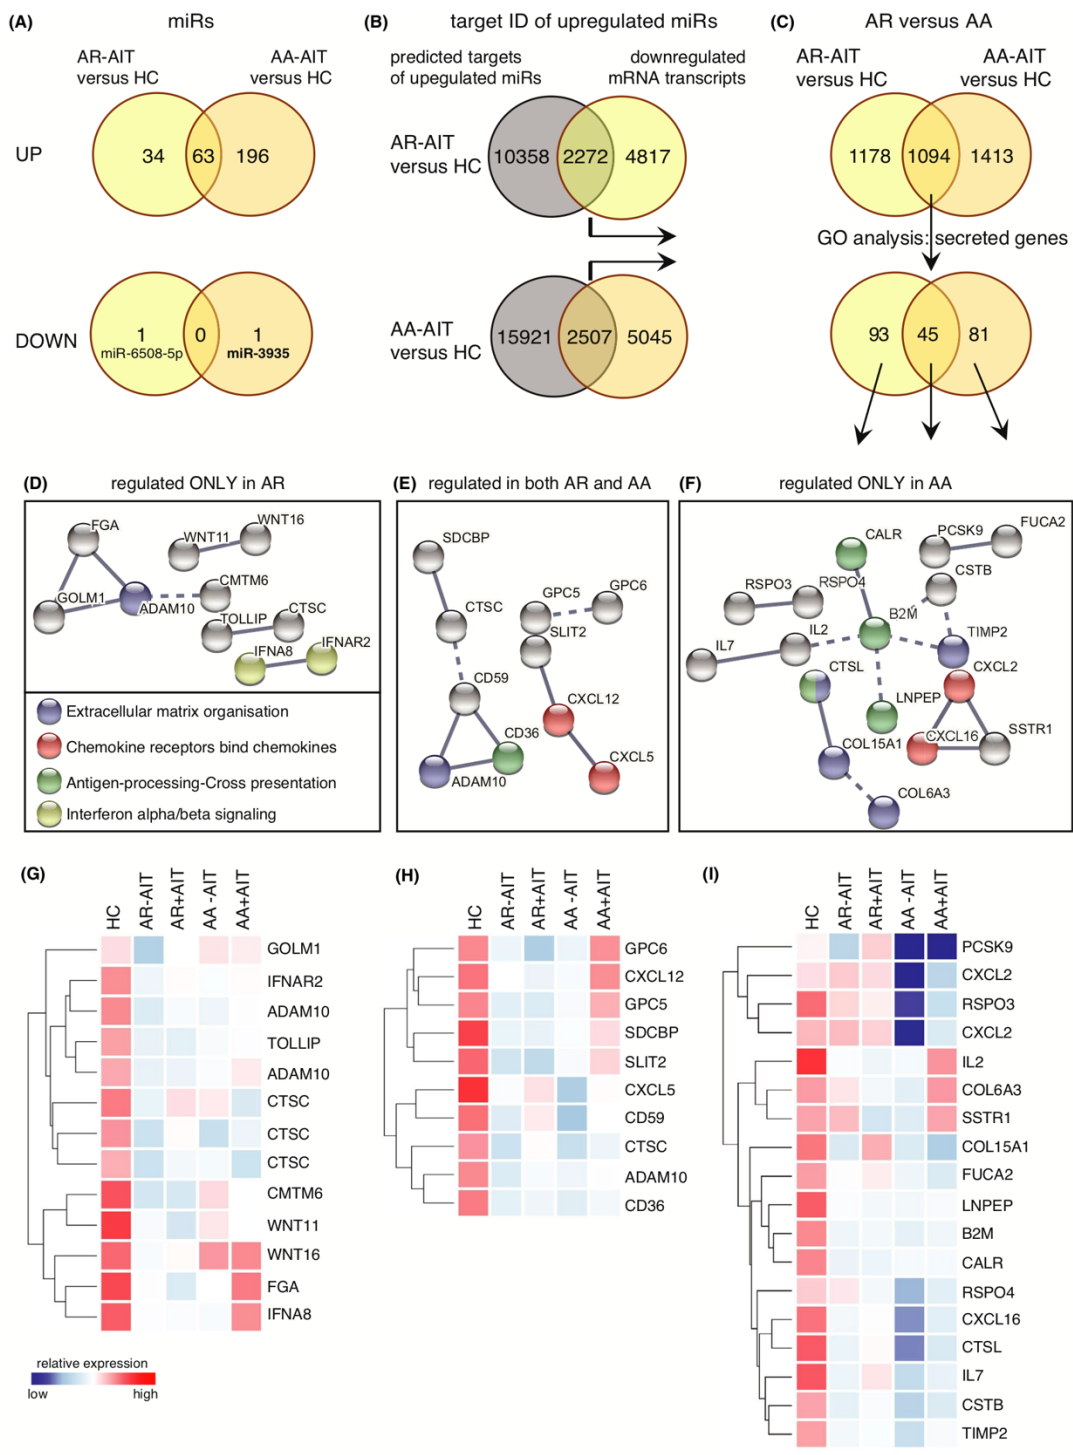 (A) miRs
AR-AIT versus HC
AA-AIT versus HC
UP
34 63 196
DOWN
1 0 1
miR-6508-5p miR-3935
(B) target ID of upregulated miRs
predicted targets of upegulated miRs
downregulated mRNA transcripts
AR-AIT versus HC
10358 2272 4817
AA-AIT versus HC
15921 2507 5045
(C) AR versus AA
AR-AIT versus HC
AA-AIT versus HC
1178 1094 1413
GO analysis: secreted genes
93 45 81
(D) regulated ONLY in AR
FGA
WNT11
WNT16
GOLM1
ADAM10
CMTM6
TOLLIP
CTSC
IFNA8
IFNAR2
Extracellular matrix organisation
Chemokine receptors bind chemokines
Antigen-processing-Cross presentation
Interferon alpha/beta signaling
(E) regulated in both AR and AA
SDCBP
CTSC
GPC5
GPC6
SLIT2
CD59
CXCL12
CD36
ADAM10
CXCL5
(F) regulated ONLY in AA
CALR
PCSK9
FUCA2
CSTB
RSPO3
RSPO4
B2M
IL7
IL2
TIMP2
CTSL
CXCL2
LNPEP
CXCL16
SSTR1
COL15A1
COL6A3
(G)
HC
AR-AIT
AR+AIT
AA -AIT
AA+AIT
GOLM1
IFNAR2
ADAM10
TOLLIP
ADAM10
CTSC
CTSC
CTSC
CMTM6
WNT11
WNT16
FGA
IFNA8
relative expression
low high
(H)
HC
AR-AIT
AR+AIT
AA -AIT
AA+AIT
GPC6
CXCL12
GPC5
SDCBP
SLIT2
CXCL5
CD59
CTSC
ADAM10
CD36
(I)
HC
AR-AIT
AR+AIT
AA -AIT
AA+AIT
PCSK9
CXCL2
RSPO3
CXCL2
IL2
COL6A3
SSTR1
COL15A1
FUCA2
LNPEP
B2M
CALR
RSPO4
CXCL16
CTSL
IL7
CSTB
TIMP2